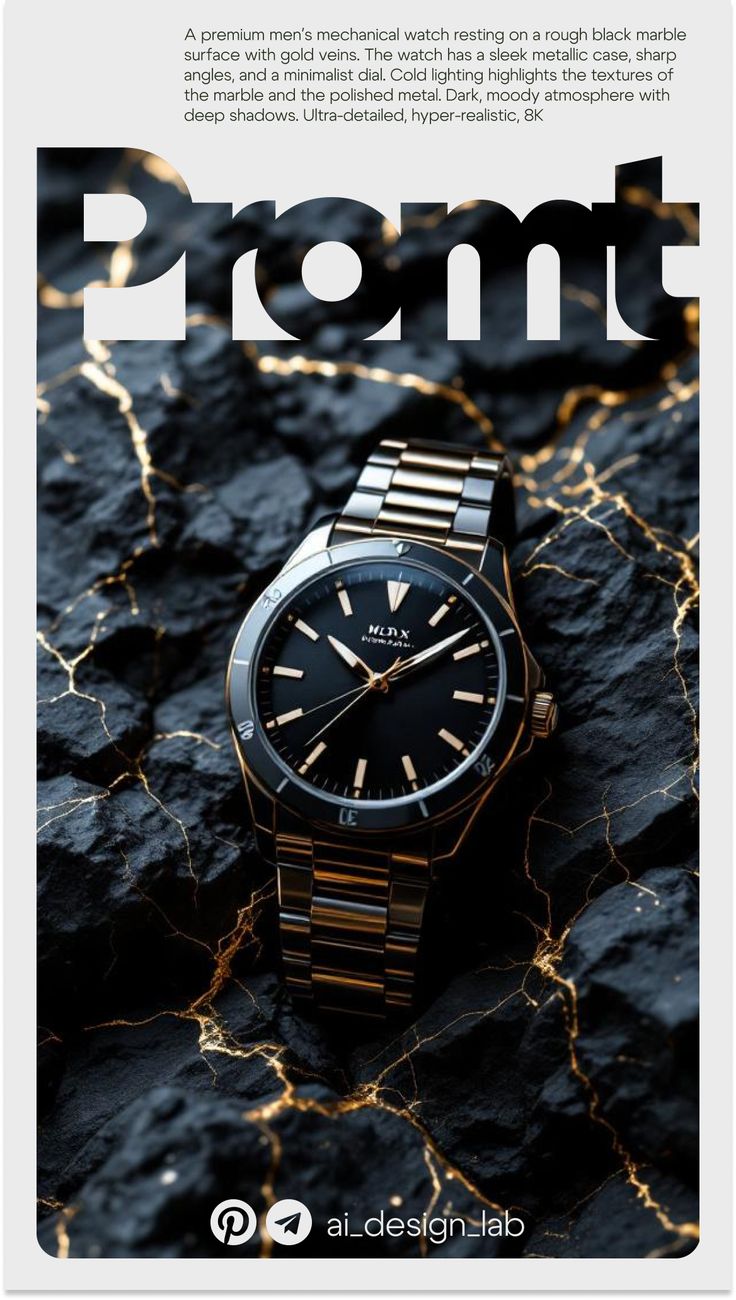 A premium men's mechanical watch resting on a rough black marble
surface with gold veins. The watch has a sleek metallic case, sharp
angles, and a minimalist dial. Cold lighting highlights the textures of
the marble and the polished metal. Dark, moody atmosphere with
deep shadows. Ultra-detailed, hyper-realistic, 8K
Promt
ai_design_lab